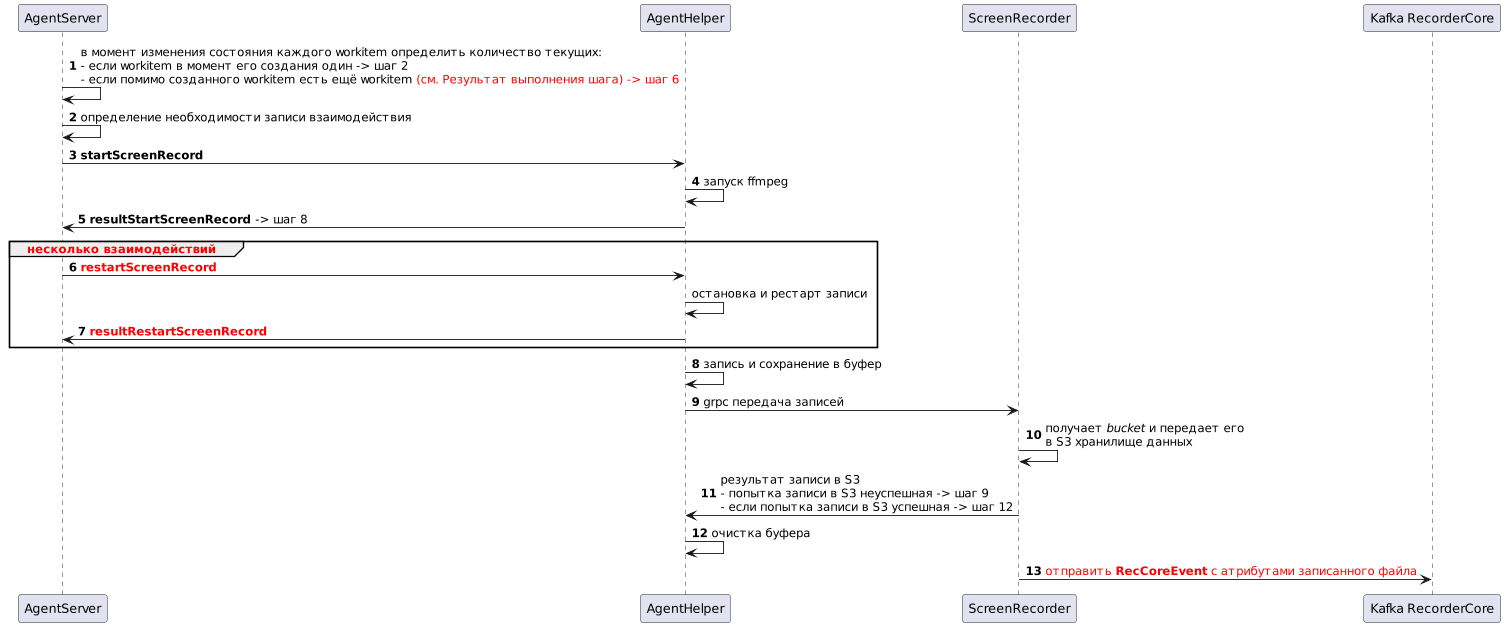 AgentServer
AgentHelper
ScreenRecorder
Kafka RecorderCore
в момент изменения состояния каждого workitem определить количество текущих:
1 - если workitem в момент его создания один -> шаг 2
- если помимо созданного workitem есть ещё workitem (см. Результат выполнения шага) -> шаг 6
2 определение необходимости записи взаимодействия
3 startScreenRecord
4 запуск ffmpeg
5 resultStartScreenRecord -> шаг 8
несколько взаимодействий
6 restartScreenRecord
остановка и рестарт записи
7 resultRestartScreenRecord
8 запись и сохранение в буфер
9 grpc передача записей
10 получает bucket и передает его
в S3 хранилище данных
результат записи в S3
11 - попытка записи в S3 неуспешная -> шаг 9
- если попытка записи в S3 успешная -> шаг 12
12 очистка буфера
13 отправить RecCoreEvent с атрибутами записанного файла
AgentServer
AgentHelper
ScreenRecorder
Kafka RecorderCore